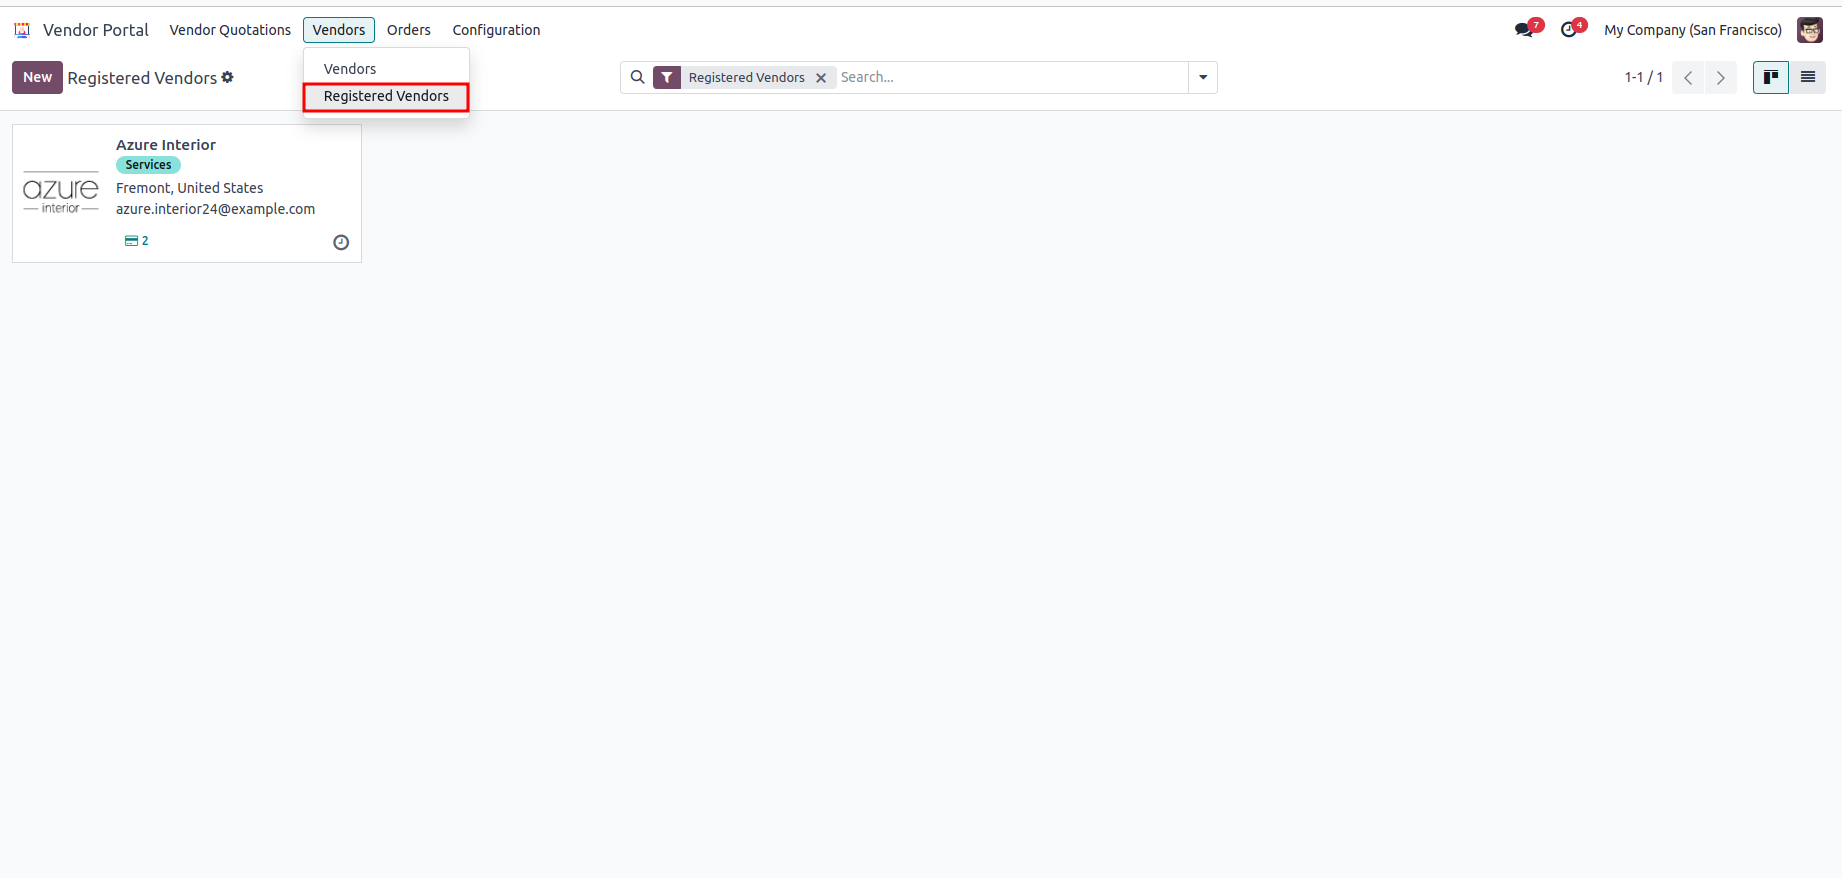 Vendor Portal Vendor Quotations Vendors Orders Configuration 7 4 My Company (San Francisco)
New Registered Vendors Registered Vendors Search... 1-1 / 1
Vendors
Registered Vendors
Azure Interior
Services
azure
interior
Fremont, United States
azure.interior24@example.com
2